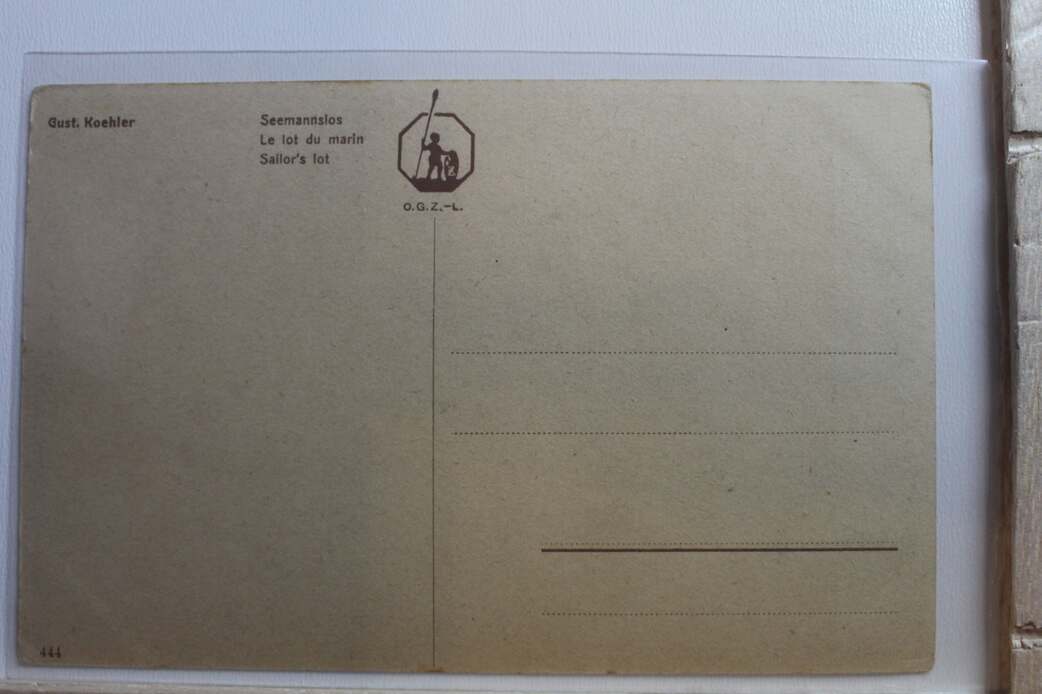 Gust. Koehler
Seemannslos
Le lot du marin
Sailor's lot
O.G.Z.-L.
444